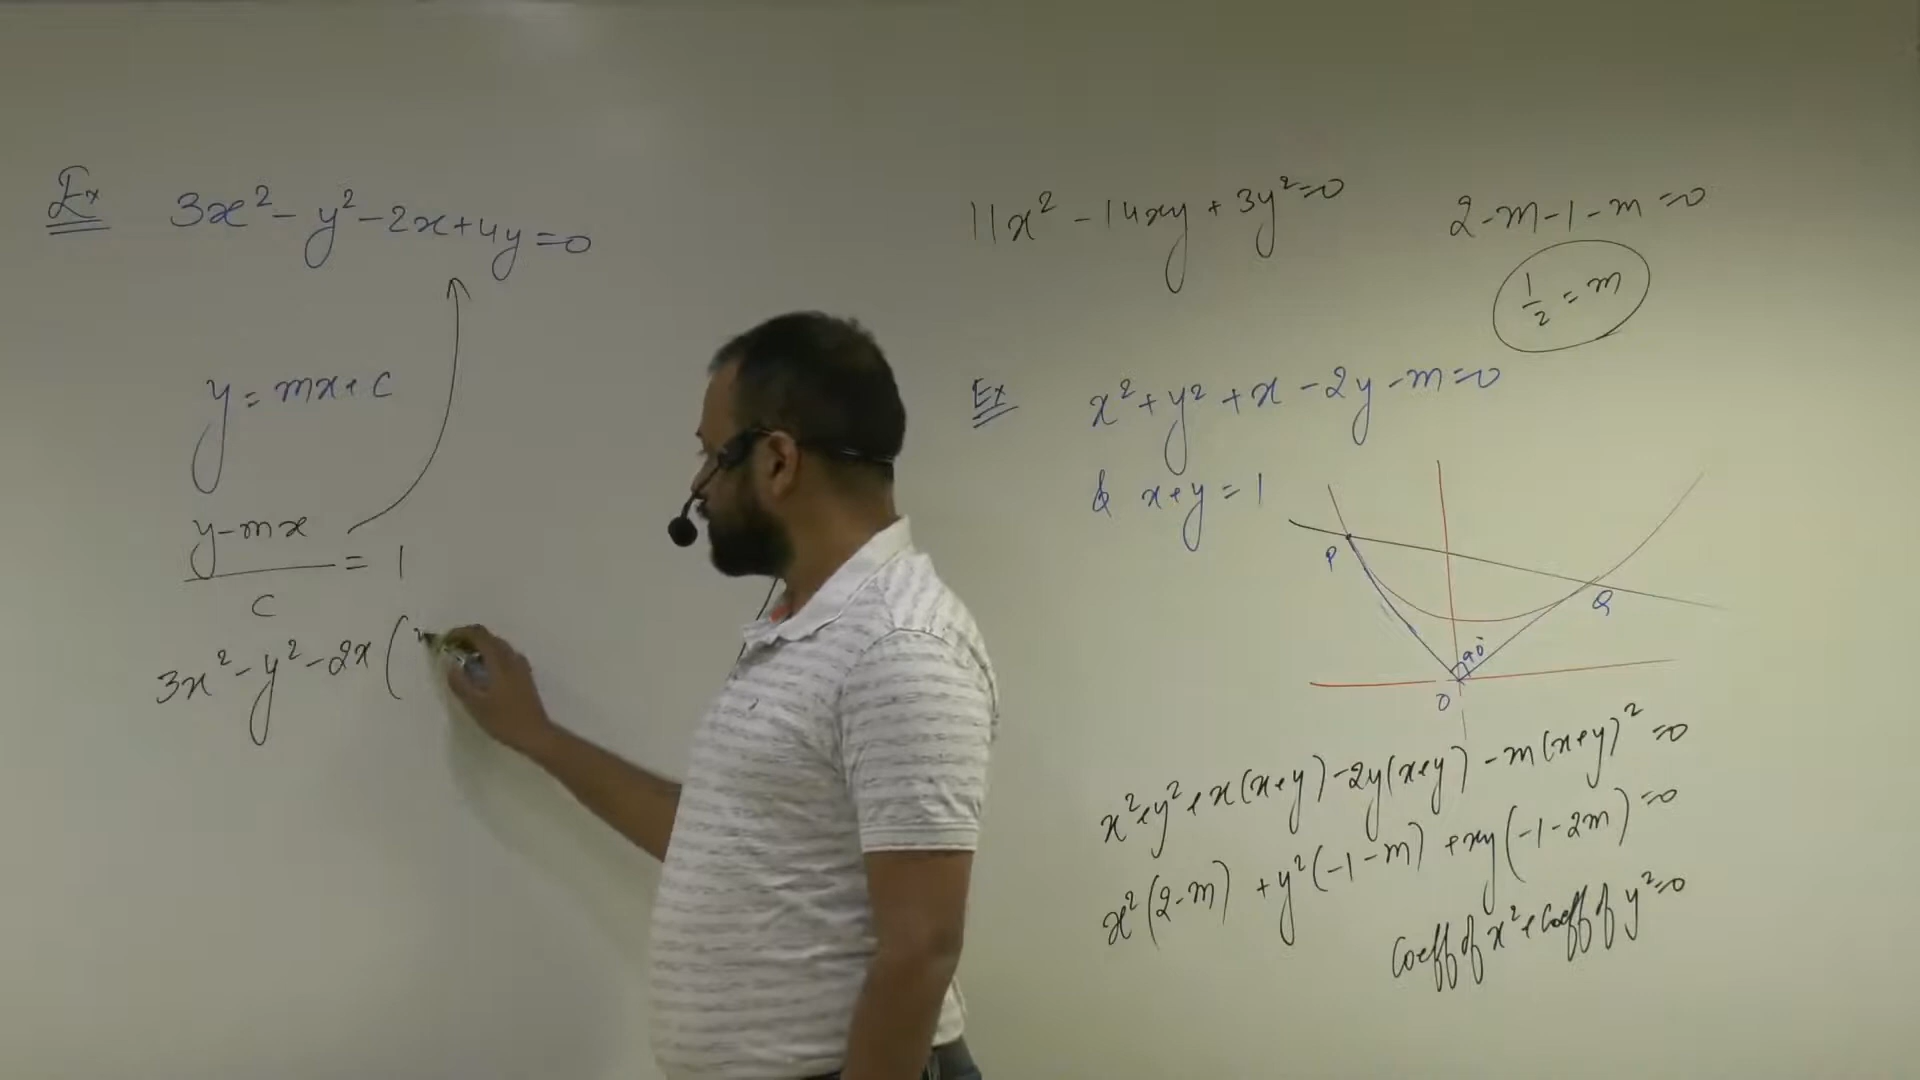 Ex 3x² - y² - 2x + 4y = 0
y = mx + c
y - mx
c
= 1
3x² - y² - 2x (
11x² - 14xy + 3y² = 0
2 - m - 1 - m = 0
1/2 = m
Ex x² + y² + x - 2y - m = 0
& x + y = 1
P
Q
90°
O
x² + y² + x(x+y) - 2y(x+y) - m(x+y)² = 0
x²(2-m) + y²(-1-m) + xy(-1-2m) = 0
Coeff of x² + Coeff of y² = 0